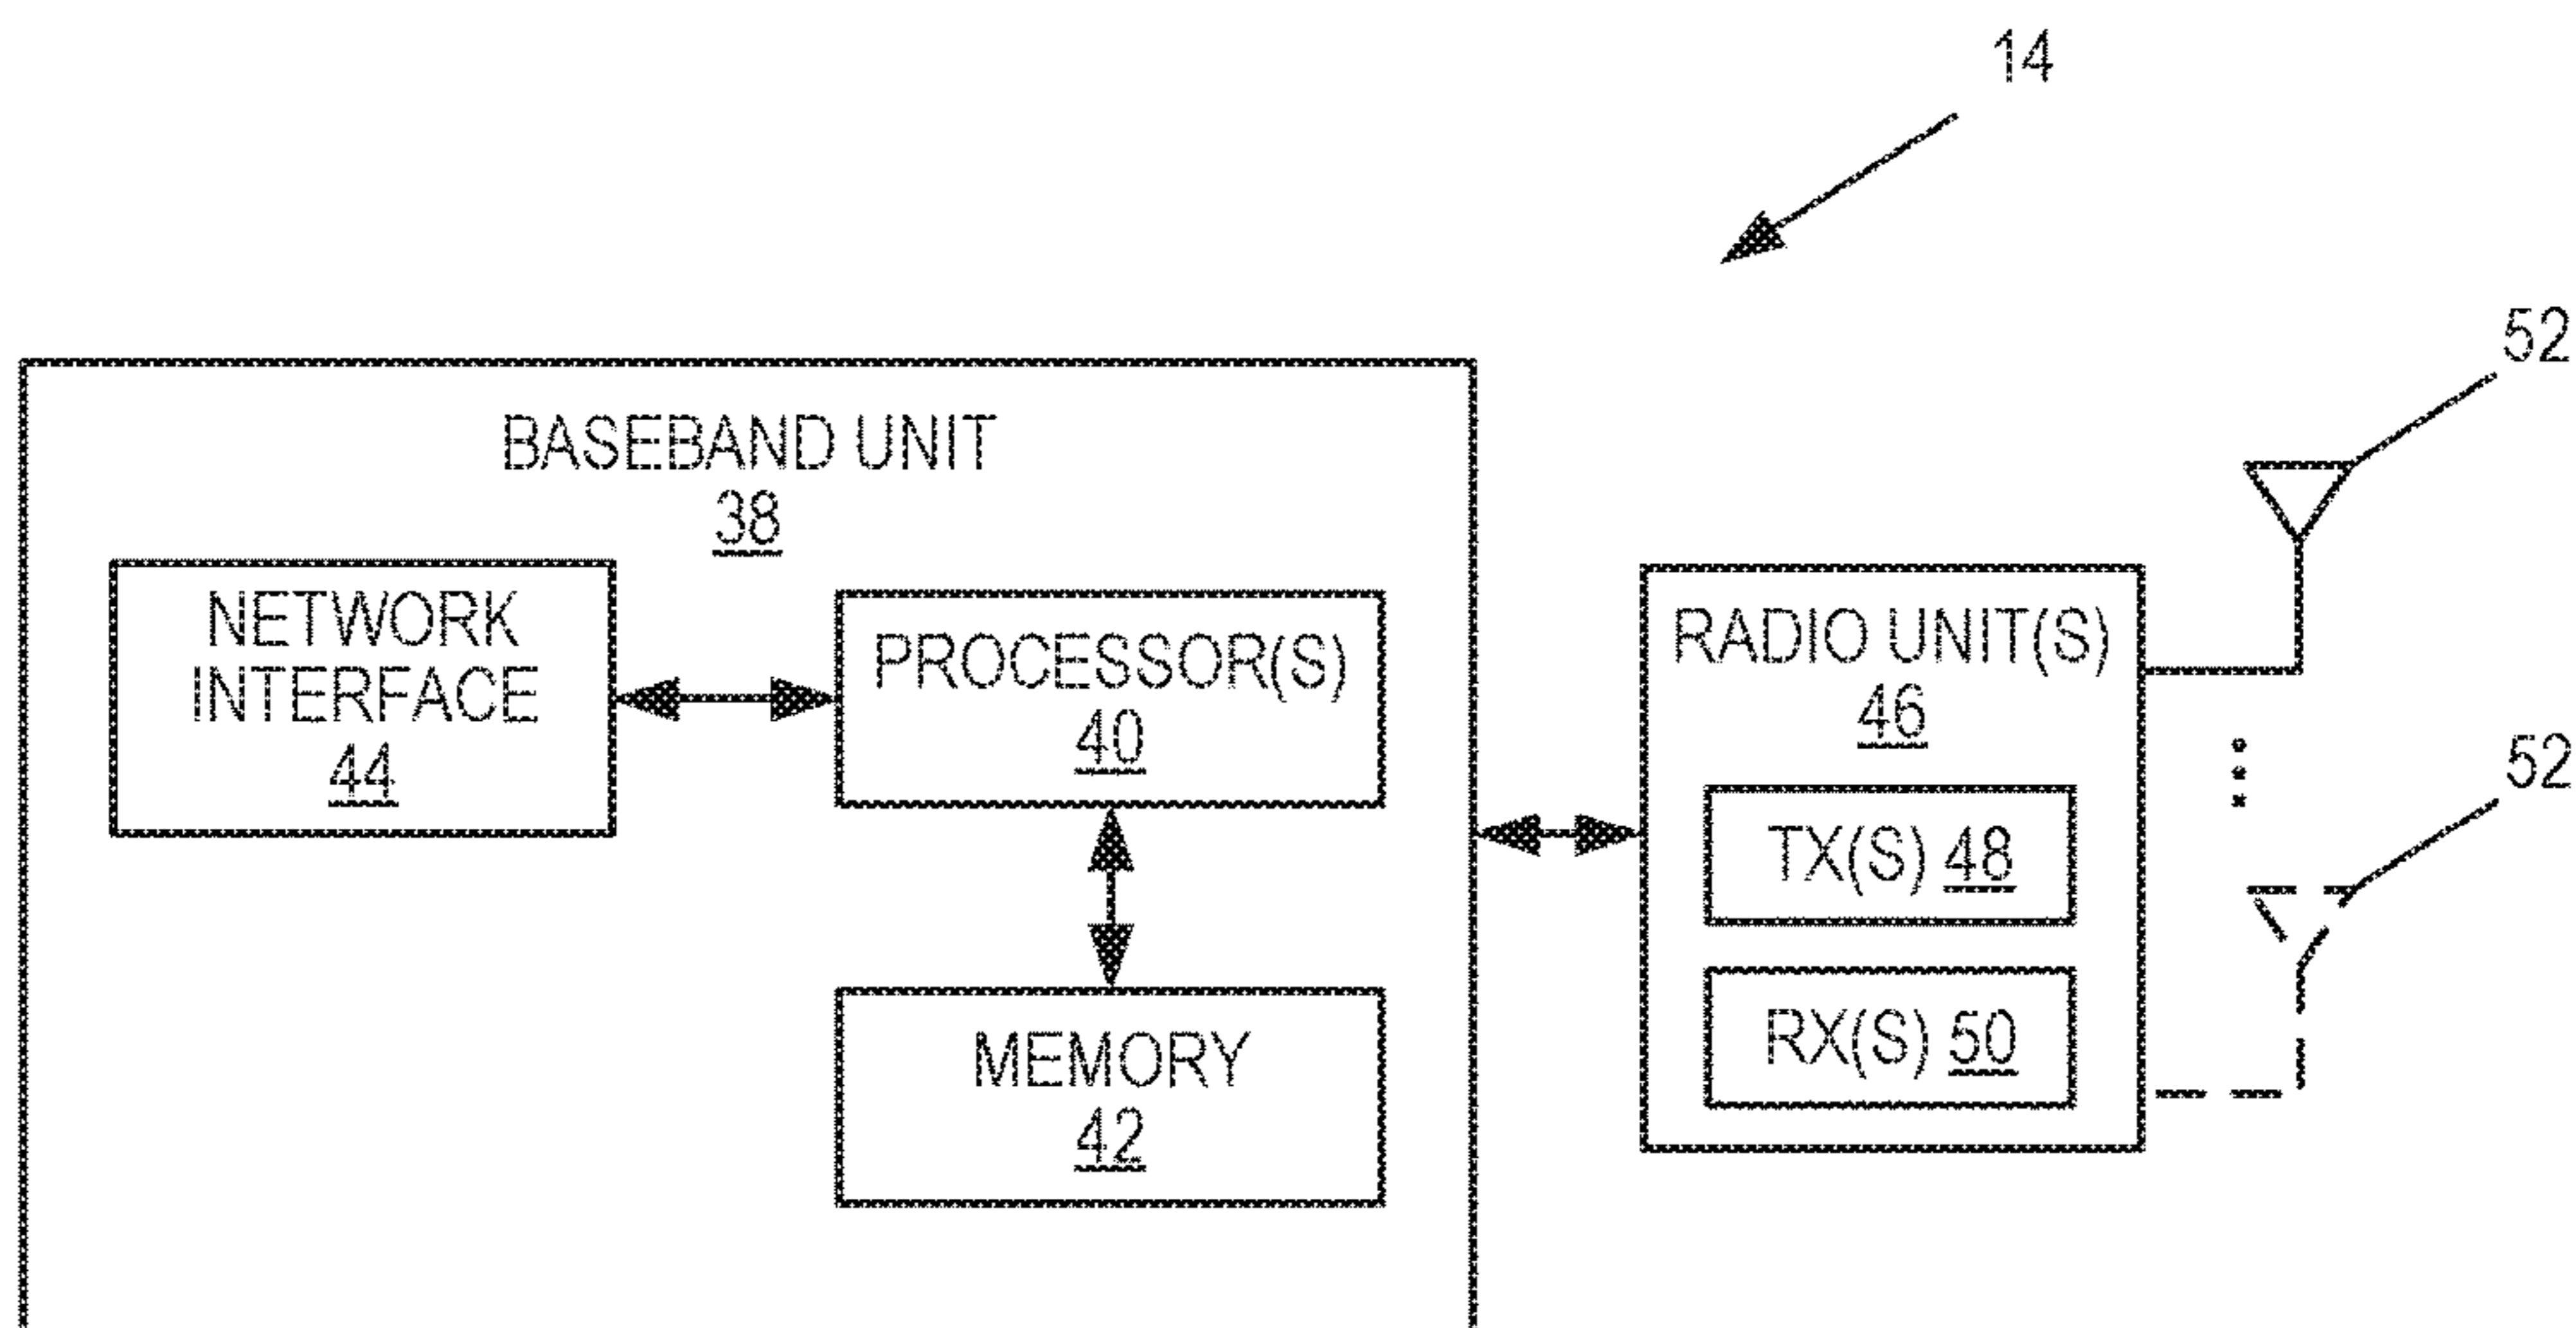 14
52
BASEBAND UNIT
38
NETWORK
INTERFACE
44
PROCESSOR(S)
40
MEMORY
42
RADIO UNIT(S)
46
TX(S) 48
RX(S) 50
52